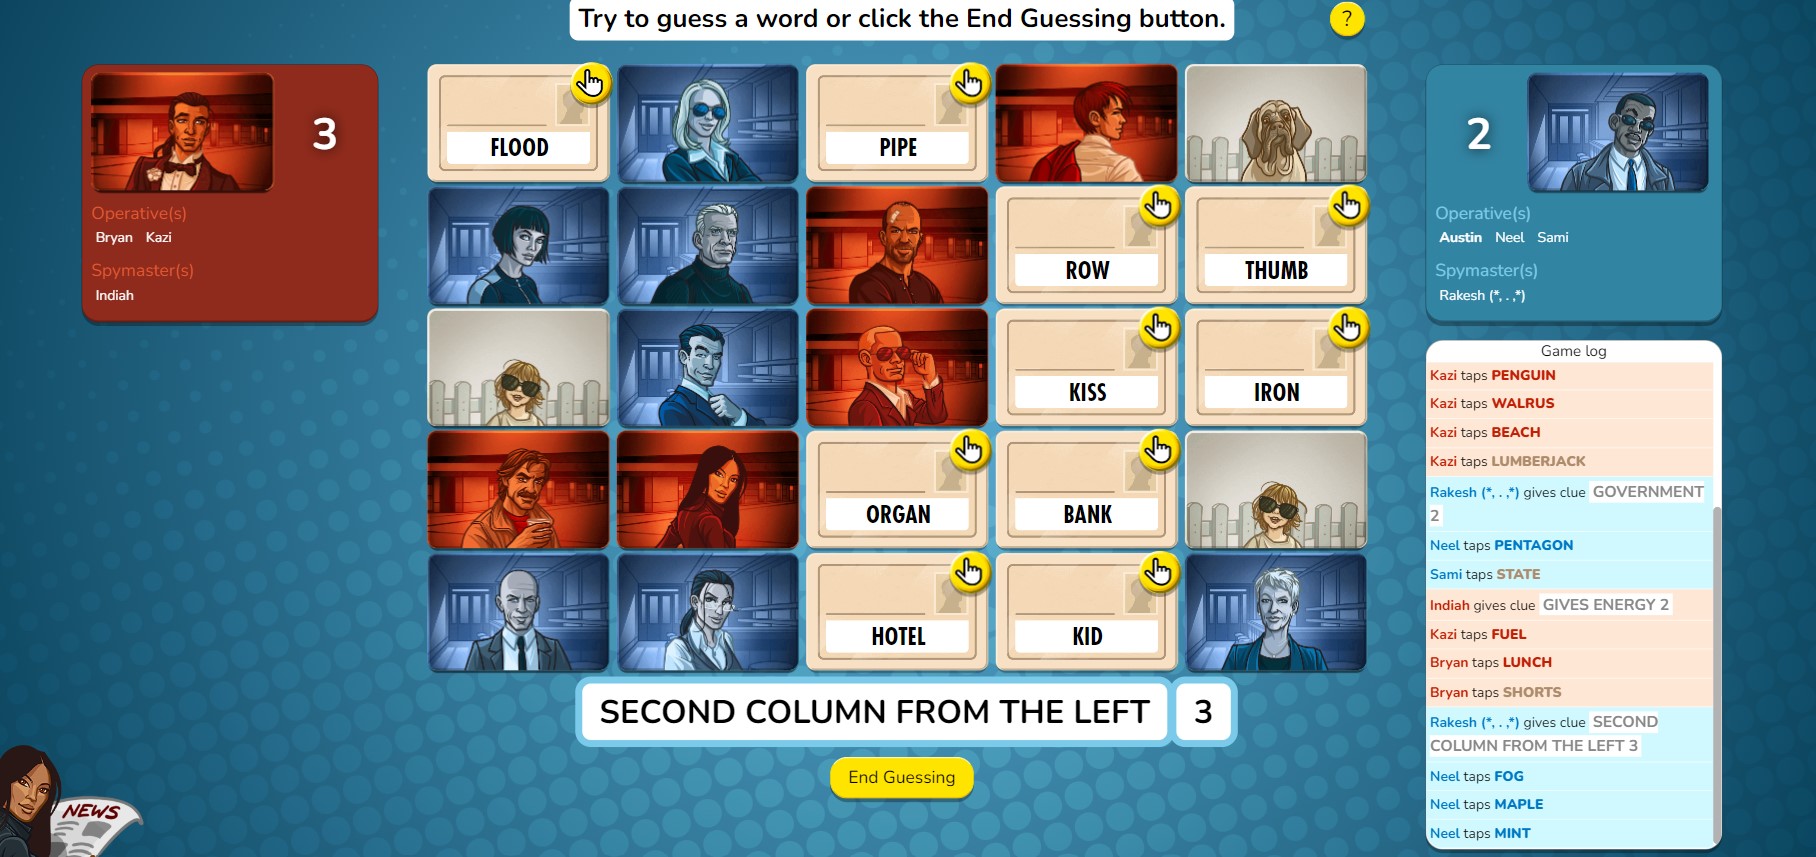 Try to guess a word or click the End Guessing button.
?
3
Operative(s)
Bryan Kazi
Spymaster(s)
Indiah
FLOOD
PIPE
ROW
THUMB
KISS
IRON
ORGAN
BANK
HOTEL
KID
2
Operative(s)
Austin Neel Sami
Spymaster(s)
Rakesh (*, . ,*)
Game log
Kazi taps PENGUIN
Kazi taps WALRUS
Kazi taps BEACH
Kazi taps LUMBERJACK
Rakesh (*, . ,*) gives clue GOVERNMENT
2
Neel taps PENTAGON
Sami taps STATE
Indiah gives clue GIVES ENERGY 2
Kazi taps FUEL
Bryan taps LUNCH
Bryan taps SHORTS
Rakesh (*, . ,*) gives clue SECOND
COLUMN FROM THE LEFT 3
Neel taps FOG
Neel taps MAPLE
Neel taps MINT
SECOND COLUMN FROM THE LEFT 3
End Guessing
NEWS